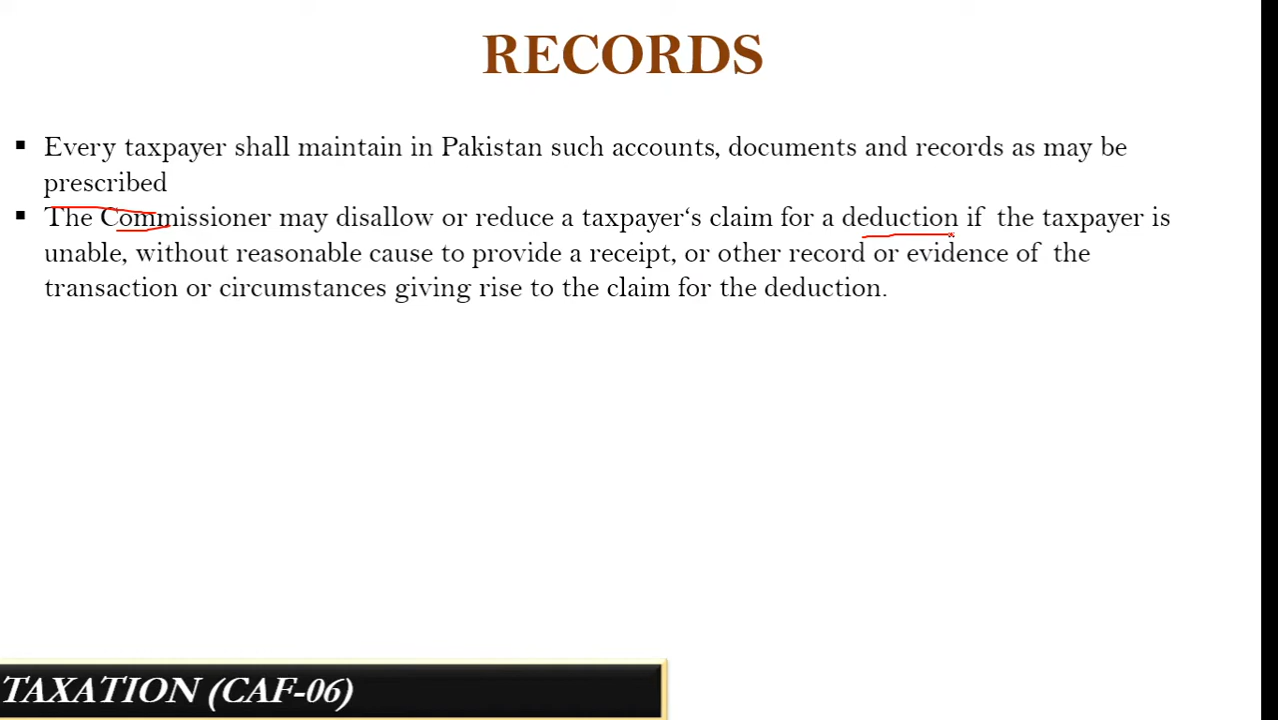 RECORDS
▪ Every taxpayer shall maintain in Pakistan such accounts, documents and records as may be
prescribed
▪ The Commissioner may disallow or reduce a taxpayer‘s claim for a deduction if the taxpayer is
unable, without reasonable cause to provide a receipt, or other record or evidence of the
transaction or circumstances giving rise to the claim for the deduction.
TAXATION (CAF-06)